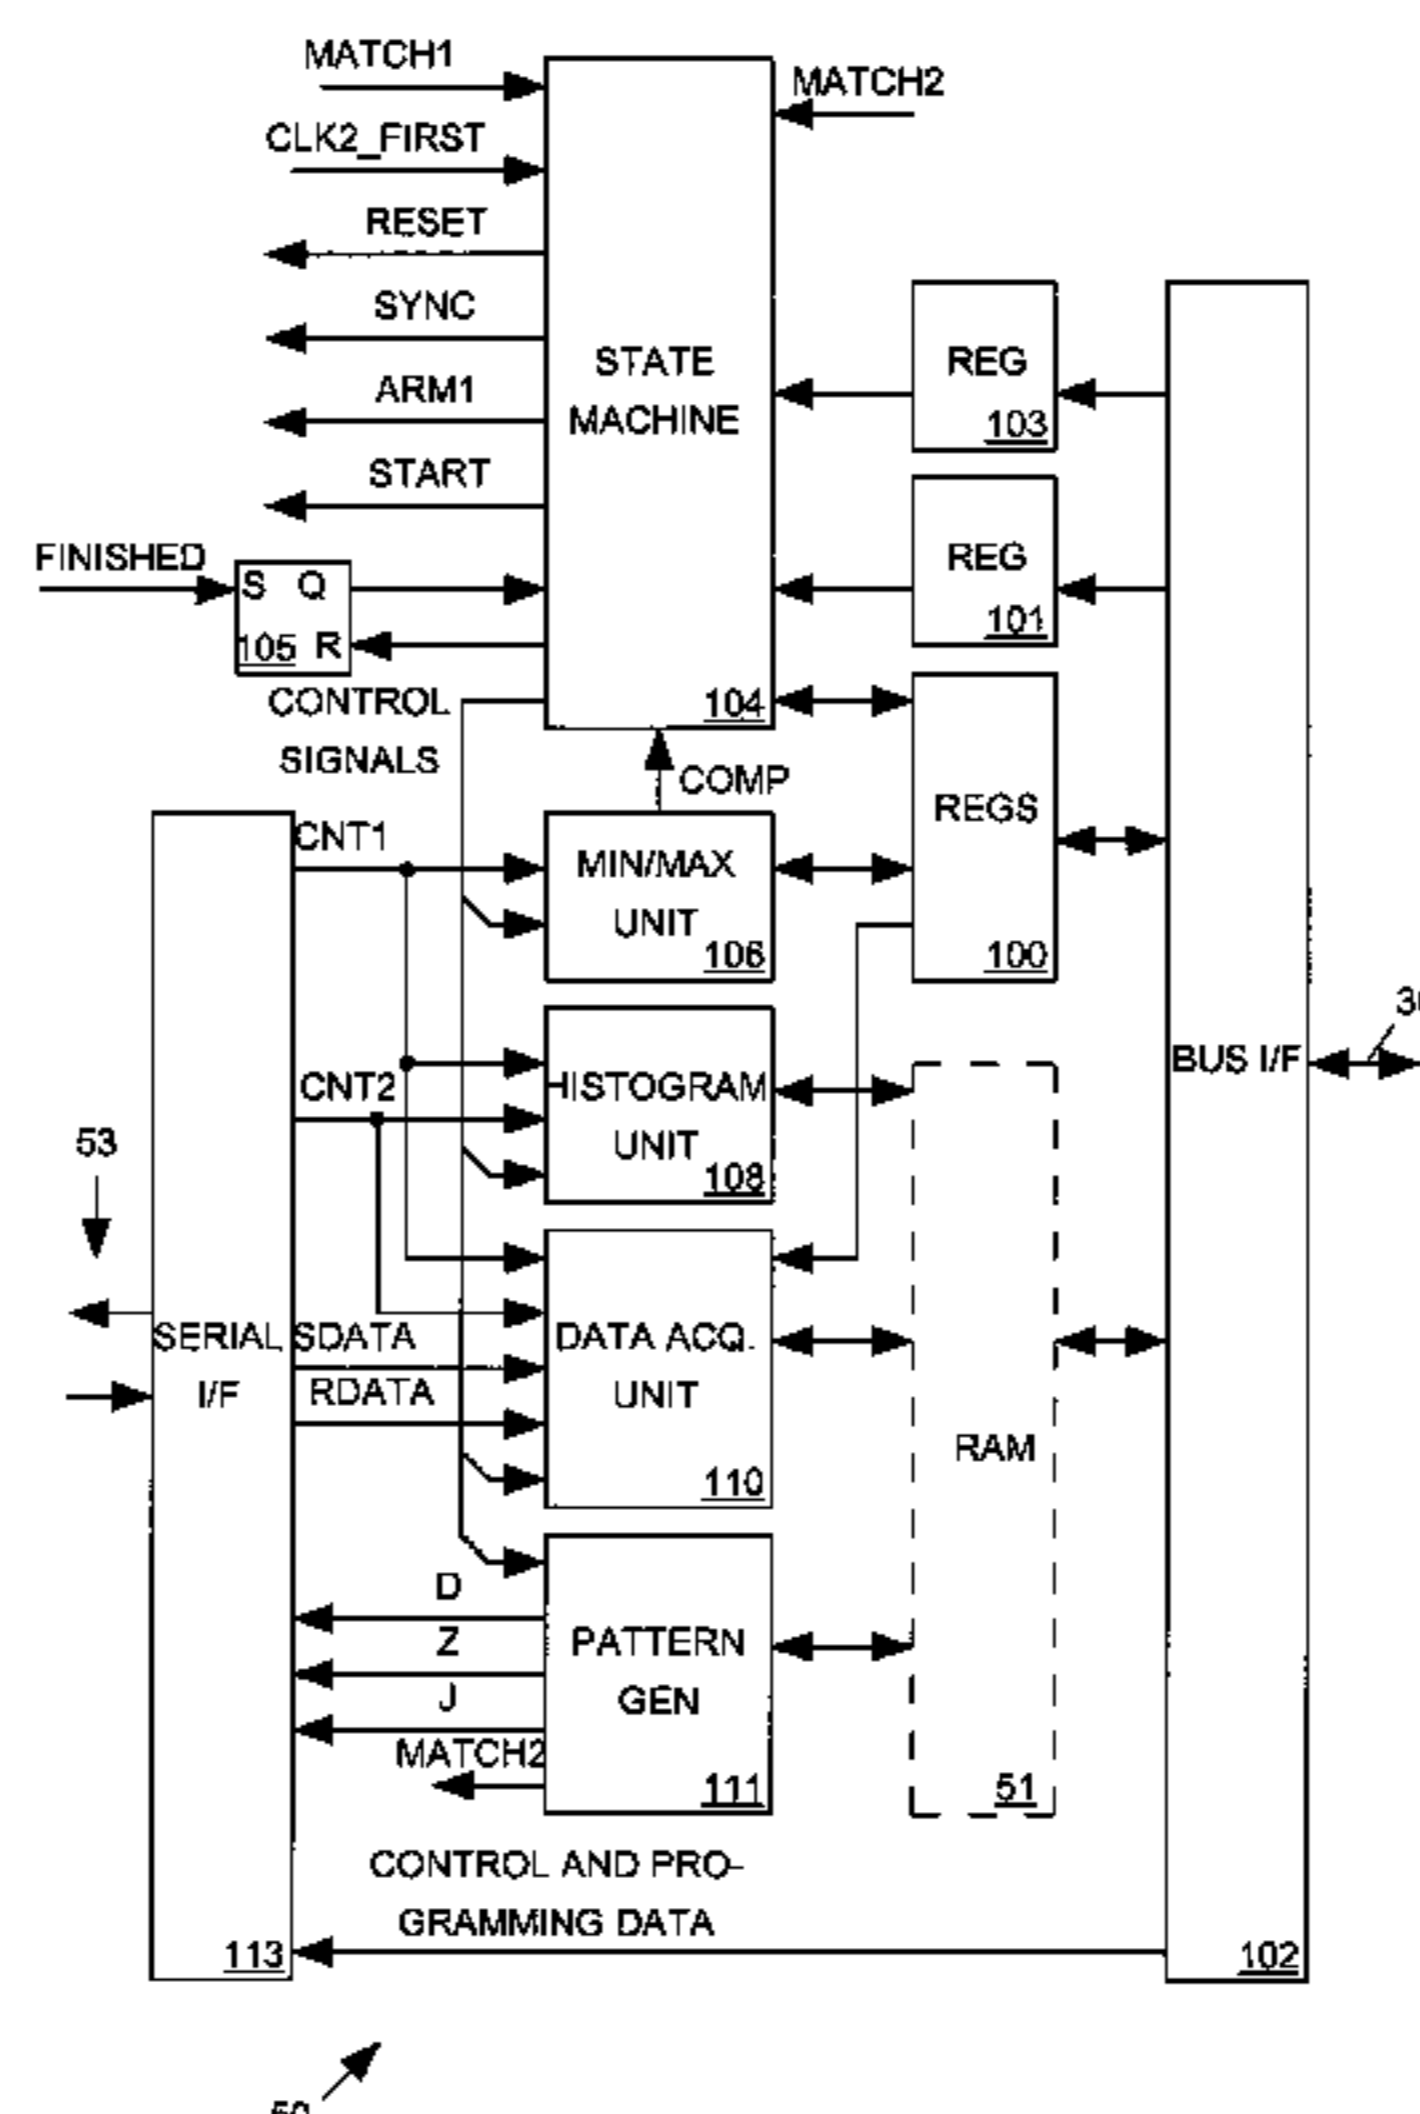 MATCH1
MATCH2
CLK2_FIRST
RESET
SYNC
STATE
MACHINE
REG
103
ARM1
START
FINISHED
S Q
105 R
REG
101
CONTROL
SIGNALS
104
COMP
REGS
100
CNT1
MIN/MAX
UNIT
106
BUS I/F
CNT2
HISTOGRAM
UNIT
108
53
SERIAL
I/F
SDATA
RDATA
DATA ACQ.
UNIT
110
RAM
D
Z
J
PATTERN
GEN
MATCH2
111
51
CONTROL AND PRO-
GRAMMING DATA
113
102